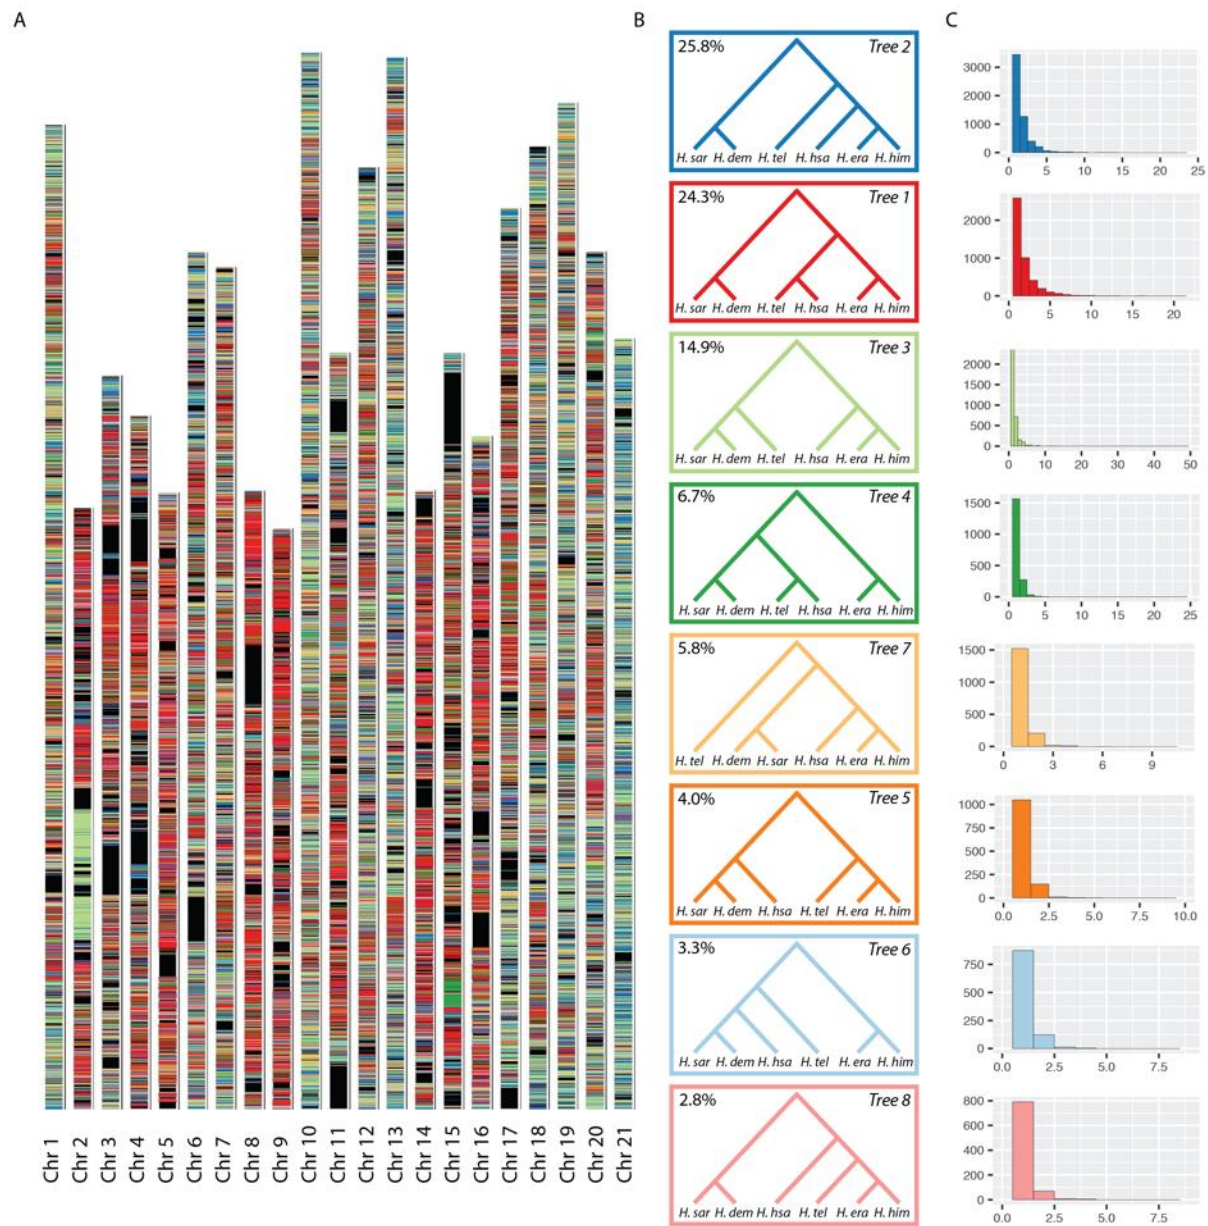 A
B
C
Chr 1
Chr 2
Chr 3
Chr 4
Chr 5
Chr 6
Chr 7
Chr 8
Chr 9
Chr 10
Chr 11
Chr 12
Chr 13
Chr 14
Chr 15
Chr 16
Chr 17
Chr 18
Chr 19
Chr 20
Chr 21
25.8% Tree 2
H. sar H. dem H. tel H. hsa H. era H. him
3000
2000
1000
0
0 5 10 15 20 25
24.3% Tree 1
H. sar H. dem H. tel H. hsa H. era H. him
2000
1000
0
0 5 10 15 20
14.9% Tree 3
H. sar H. dem H. tel H. hsa H. era H. him
2000
1500
1000
500
0
0 10 20 30 40 50
6.7% Tree 4
H. sar H. dem H. tel H. hsa H. era H. him
1500
1000
500
0
0 5 10 15 20 25
5.8% Tree 7
H. tel H. dem H. sar H. hsa H. era H. him
1500
1000
500
0
0 3 6 9
4.0% Tree 5
H. sar H. dem H. hsa H. tel H. era H. him
1000
750
500
250
0
0.0 2.5 5.0 7.5 10.0
3.3% Tree 6
H. sar H. dem H. hsa H. tel H. era H. him
750
500
250
0
0.0 2.5 5.0 7.5
2.8% Tree 8
H. sar H. dem H. hsa H. tel H. era H. him
800
600
400
200
0
0.0 2.5 5.0 7.5